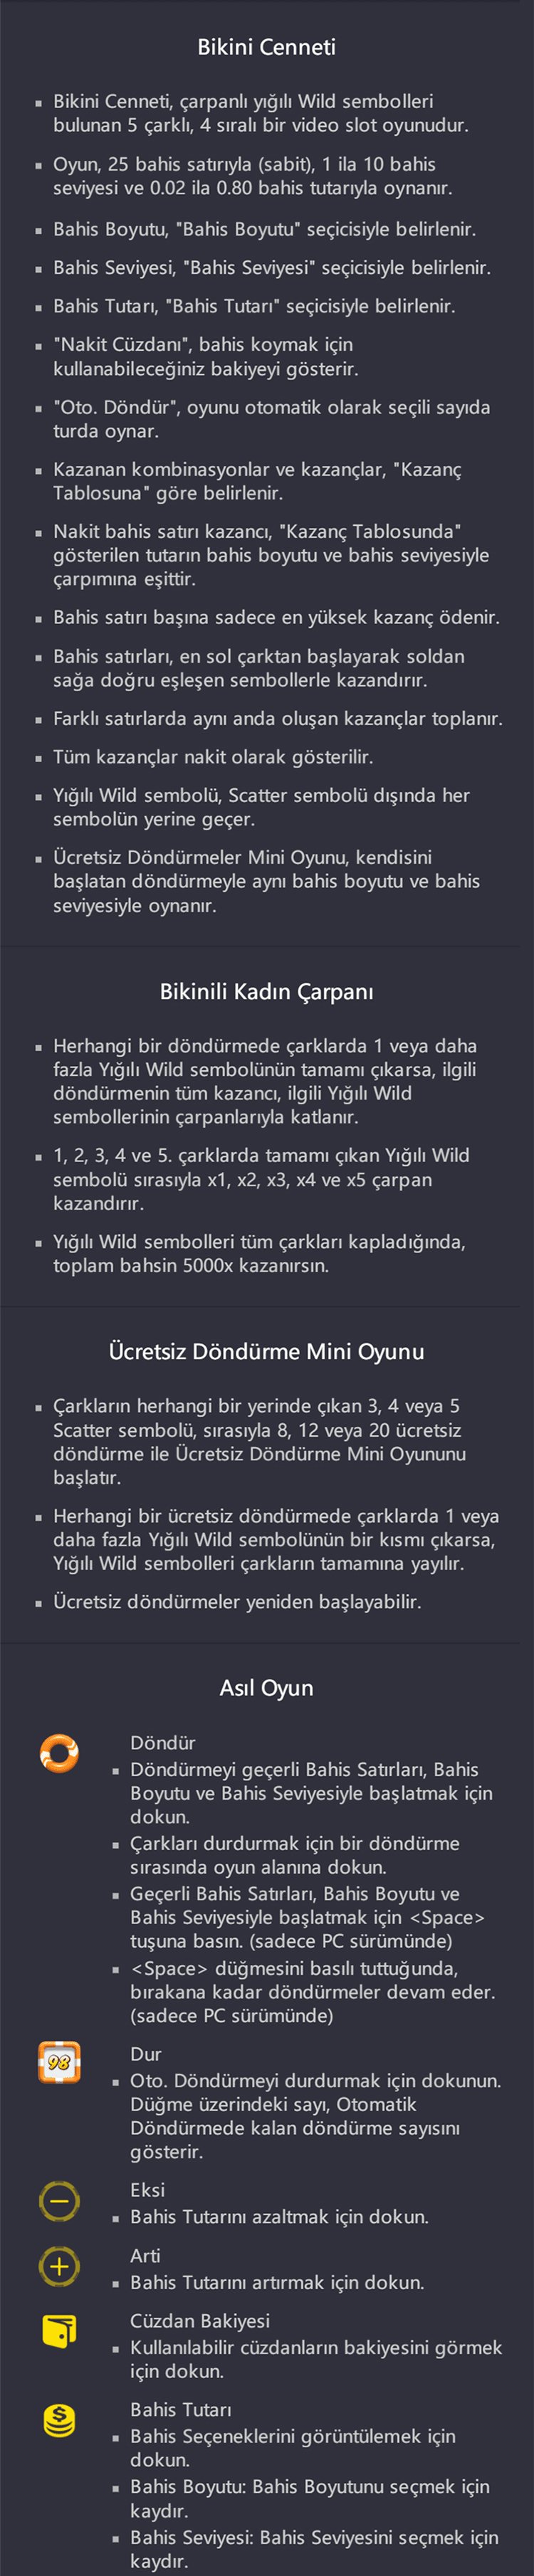 Bikini Cenneti
Bikini Cenneti, çarpanlı yığılı Wild sembolleri
bulunan 5 çarklı, 4 sıralı bir video slot oyunudur.
Oyun, 25 bahis satırıyla (sabit), 1 ila 10 bahis
seviyesi ve 0.02 ila 0.80 bahis tutarıyla oynanır.
Bahis Boyutu, "Bahis Boyutu" seçicisiyle belirlenir.
Bahis Seviyesi, "Bahis Seviyesi" seçicisiyle belirlenir.
Bahis Tutarı, "Bahis Tutarı" seçicisiyle belirlenir.
"Nakit Cüzdanı", bahis koymak için
kullanabileceğiniz bakiyeyi gösterir.
"Oto. Döndür", oyunu otomatik olarak seçili sayıda
turda oynar.
Kazanan kombinasyonlar ve kazançlar, "Kazanç
Tablosuna" göre belirlenir.
Nakit bahis satırı kazancı, "Kazanç Tablosunda"
gösterilen tutarın bahis boyutu ve bahis seviyesiyle
çarpımına eşittir.
Bahis satırı başına sadece en yüksek kazanç ödenir.
Bahis satırları, en sol çarktan başlayarak soldan
sağa doğru eşleşen sembollerle kazandırır.
Farklı satırlarda aynı anda oluşan kazançlar toplanır.
Tüm kazançlar nakit olarak gösterilir.
Yığılı Wild sembolü, Scatter sembolü dışında her
sembolün yerine geçer.
Ücretsiz Döndürmeler Mini Oyunu, kendisini
başlatan döndürmeyle aynı bahis boyutu ve bahis
seviyesiyle oynanır.
Bikinili Kadın Çarpanı
Herhangi bir döndürmede çarklarda 1 veya daha
fazla Yığılı Wild sembolünün tamamı çıkarsa, ilgili
döndürmenin tüm kazancı, ilgili Yığılı Wild
sembollerinin çarpanlarıyla katlanır.
1, 2, 3, 4 ve 5. çarklarda tamamı çıkan Yığılı Wild
sembolü sırasıyla x1, x2, x3, x4 ve x5 çarpan
kazandırır.
Yığılı Wild sembolleri tüm çarkları kapladığında,
toplam bahsin 5000x kazanırsın.
Ücretsiz Döndürme Mini Oyunu
Çarkların herhangi bir yerinde çıkan 3, 4 veya 5
Scatter sembolü, sırasıyla 8, 12 veya 20 ücretsiz
döndürme ile Ücretsiz Döndürme Mini Oyununu
başlatır.
Herhangi bir ücretsiz döndürmede çarklarda 1 veya
daha fazla Yığılı Wild sembolünün bir kısmı çıkarsa,
Yığılı Wild sembolleri çarkların tamamına yayılır.
Ücretsiz döndürmeler yeniden başlayabilir.
Asıl Oyun
Döndür
Döndürmeyi geçerli Bahis Satırları, Bahis
Boyutu ve Bahis Seviyesiyle başlatmak için
dokun.
Çarkları durdurmak için bir döndürme
sırasında oyun alanına dokun.
Geçerli Bahis Satırları, Bahis Boyutu ve
Bahis Seviyesiyle başlatmak için <Space>
tuşuna basın. (sadece PC sürümünde)
<Space> düğmesini basılı tuttuğunda,
bırakana kadar döndürmeler devam eder.
(sadece PC sürümünde)
98
Dur
Oto. Döndürmeyi durdurmak için dokunun.
Düğme üzerindeki sayı, Otomatik
Döndürmede kalan döndürme sayısını
gösterir.
Eksi
Bahis Tutarını azaltmak için dokun.
Arti
Bahis Tutarını artırmak için dokun.
Cüzdan Bakiyesi
Kullanılabilir cüzdanların bakiyesini görmek
için dokun.
Bahis Tutarı
Bahis Seçeneklerini görüntülemek için
dokun.
Bahis Boyutu: Bahis Boyutunu seçmek için
kaydır.
Bahis Seviyesi: Bahis Seviyesini seçmek için
kaydır.